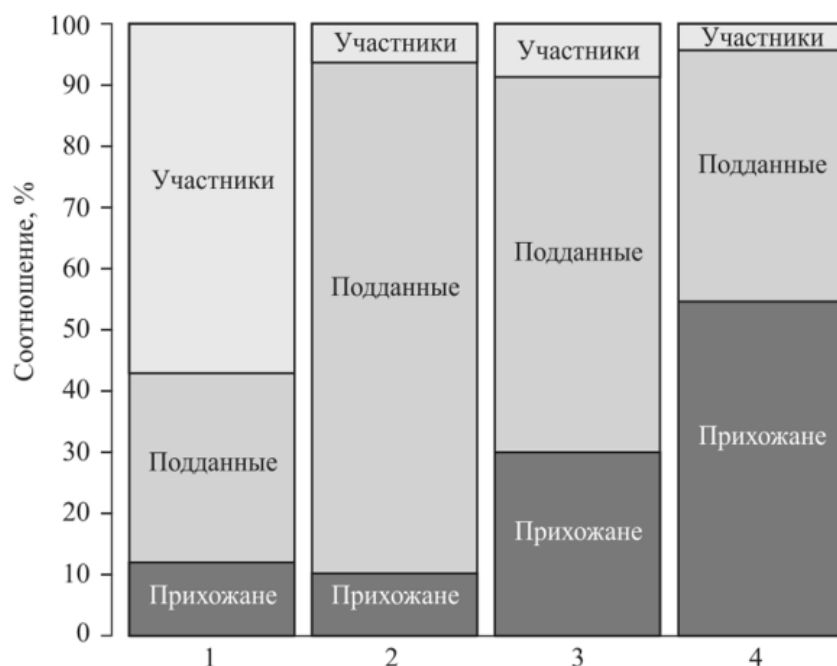 Соотношение, %
100
90
80
70
60
50
40
30
20
10
0
Участники
Подданные
Прихожане
Участники
Подданные
Прихожане
Участники
Подданные
Прихожане
Участники
Подданные
Прихожане
1 2 3 4